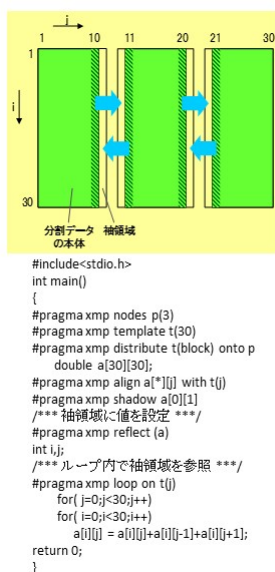 j
1 10 11 20 21 30
1
i
30
分割データ 袖領域
の本体
#include<stdio.h>
int main()
{
#pragma xmp nodes p(3)
#pragma xmp template t(30)
#pragma xmp distribute t(block) onto p
double a[30][30];
#pragma xmp align a[*][j] with t(j)
#pragma xmp shadow a[0][1]
/*** 袖領域に値を設定 ***/
#pragma xmp reflect (a)
int i,j;
/*** ループ内で袖領域を参照 ***/
#pragma xmp loop on t(j)
for( j=0;j<30;j++)
for( i=0;i<30;i++)
a[i][j] = a[i][j]+a[i][j-1]+a[i][j+1];
return 0;
}